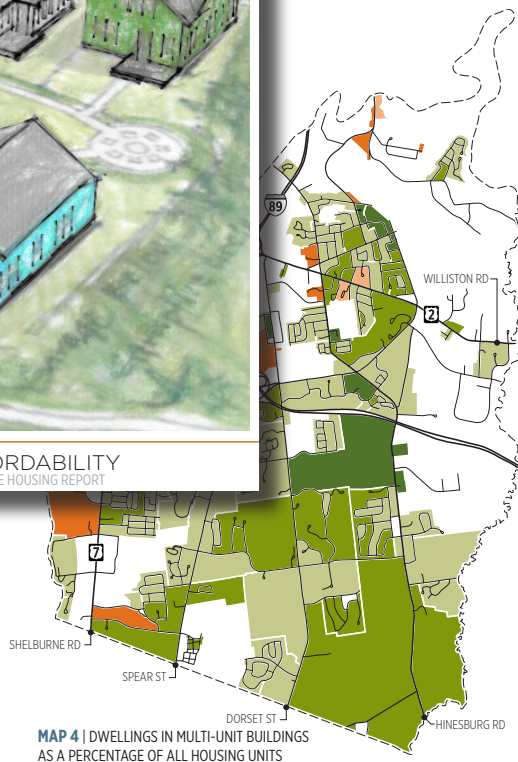 89
WILLISTON RD
2
ORDABILITY
E HOUSING REPORT
7
SHELBURNE RD
SPEAR ST
DORSET ST
HINESBURG RD
MAP 4 | DWELLINGS IN MULTI-UNIT BUILDINGS
AS A PERCENTAGE OF ALL HOUSING UNITS